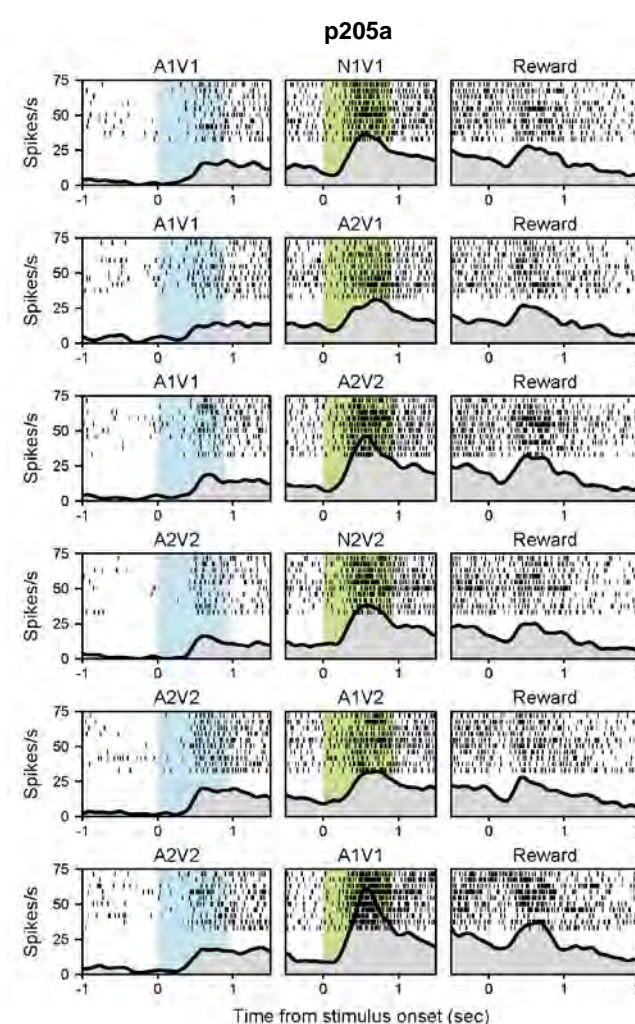 p205a
A1V1 N1V1 Reward
75
50
25
0
Spikes/s
-1 0 1 0 1 0 1
A1V1 A2V1 Reward
75
50
25
0
Spikes/s
-1 0 1 0 1 0 1
A1V1 A2V2 Reward
75
50
25
0
Spikes/s
-1 0 1 0 1 0 1
A2V2 N2V2 Reward
75
50
25
0
Spikes/s
-1 0 1 0 1 0 1
A2V2 A1V2 Reward
75
50
25
0
Spikes/s
-1 0 1 0 1 0 1
A2V2 A1V1 Reward
75
50
25
0
Spikes/s
-1 0 1 0 1 0 1
Time from stimulus onset (sec)